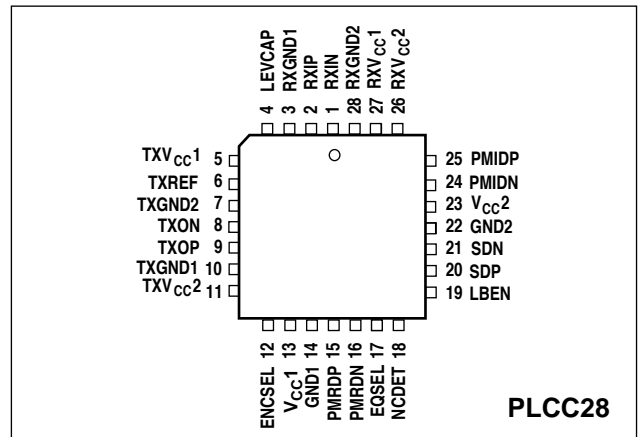 4 LEVCAP
3 RXGND1
2 RXIP
1 RXIN
28 RXGND2
27 RXVCC1
26 RXVCC2
TXVCC1 5
TXREF 6
TXGND2 7
TXON 8
TXOP 9
TXGND1 10
TXVCC2 11
25 PMIDP
24 PMIDN
23 VCC2
22 GND2
21 SDN
20 SDP
19 LBEN
ENCSEL 12
VCC1 13
GND1 14
PMRDP 15
PMRDN 16
EQSEL 17
NCDET 18
PLCC28